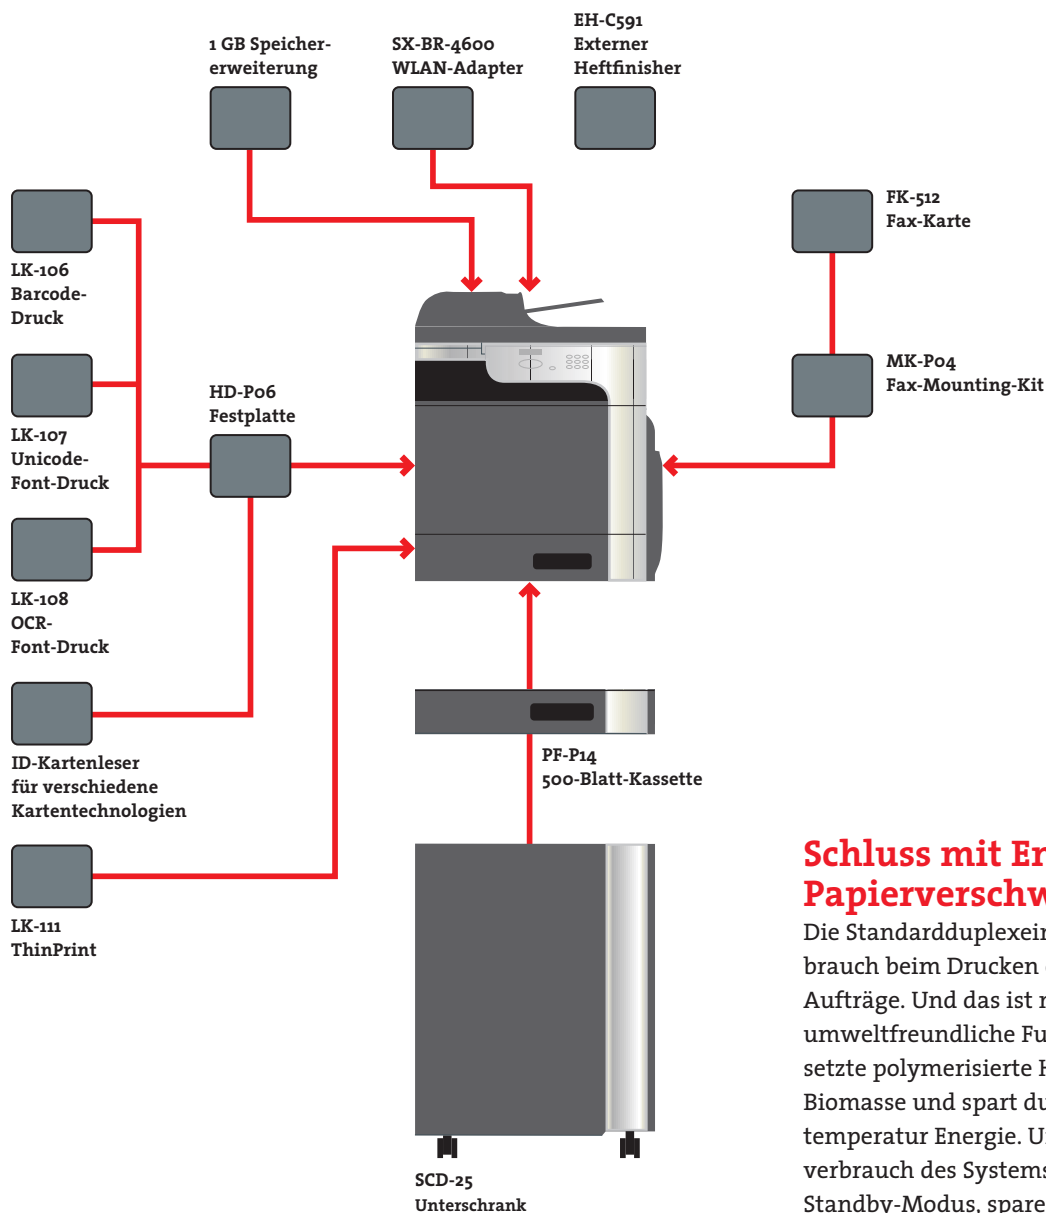 1 GB Speicher-
erweiterung
SX-BR-4600
WLAN-Adapter
EH-C591
Externer
Heftfinisher
FK-512
Fax-Karte
LK-106
Barcode-
Druck
MK-P04
Fax-Mounting-Kit
HD-P06
Festplatte
LK-107
Unicode-
Font-Druck
LK-108
OCR-
Font-Druck
ID-Kartenleser
für verschiedene
Kartentechnologien
PF-P14
500-Blatt-Kassette
LK-111
ThinPrint
SCD-25
Unterschrank
Schluss mit
Papierverschw
Die Standardduplexein
brauch beim Drucken
Aufträge. Und das ist
umweltfreundliche Fu
setzte polymerisierte
Biomasse und spart du
temperatur Energie.
verbrauch des Systems
Standby-Modus, spare